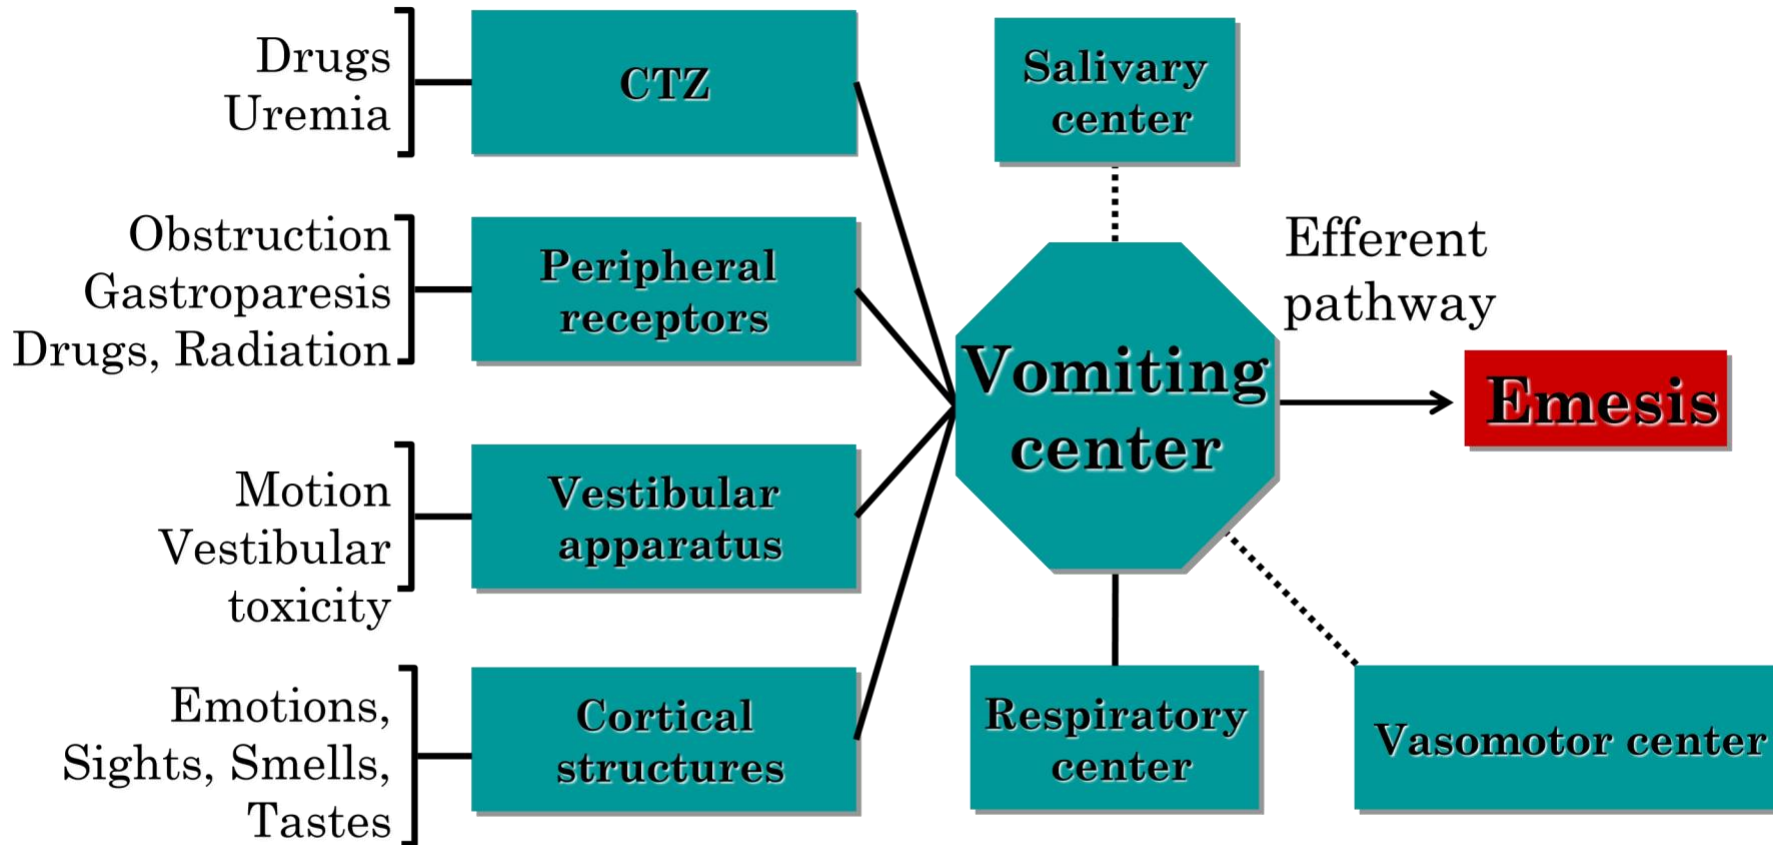 Drugs
Uremia
CTZ
Obstruction
Gastroparesis
Drugs, Radiation
Peripheral
receptors
Motion
Vestibular
toxicity
Vestibular
apparatus
Emotions,
Sights, Smells,
Tastes
Cortical
structures
Salivary
center
Vomiting
center
Efferent
pathway
Emesis
Respiratory
center
Vasomotor center